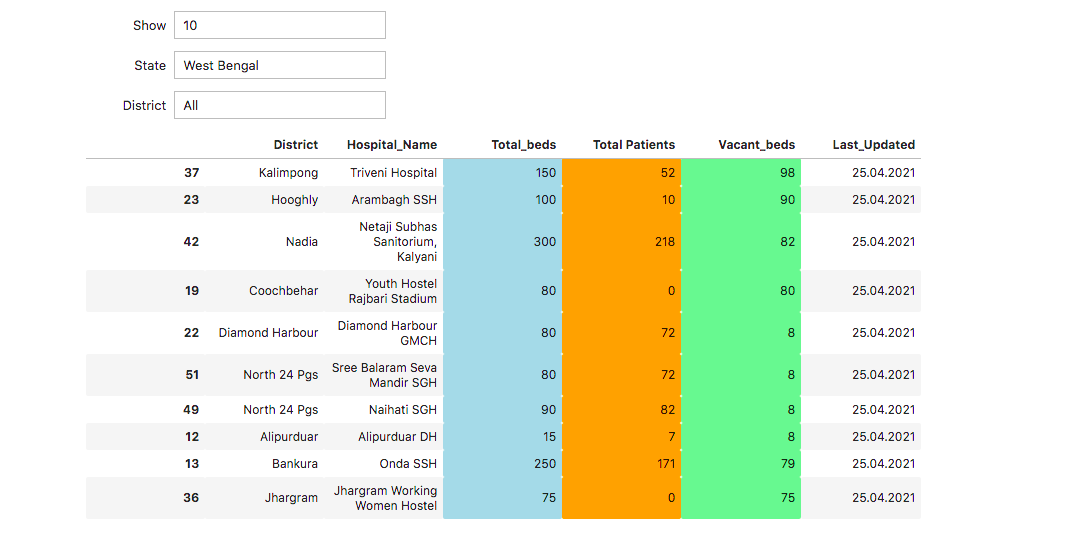 Show 10
State West Bengal
District All
District Hospital_Name Total_beds Total Patients Vacant_beds Last_Updated
37 Kalimpong Triveni Hospital 150 52 98 25.04.2021
23 Hooghly Arambagh SSH 100 10 90 25.04.2021
42 Nadia Netaji Subhas Sanitorium, Kalyani 300 218 82 25.04.2021
19 Coochbehar Youth Hostel Rajbari Stadium 80 0 80 25.04.2021
22 Diamond Harbour Diamond Harbour GMCH 80 72 8 25.04.2021
51 North 24 Pgs Sree Balaram Seva Mandir SGH 80 72 8 25.04.2021
49 North 24 Pgs Naihati SGH 90 82 8 25.04.2021
12 Alipurduar Alipurduar DH 15 7 8 25.04.2021
13 Bankura Onda SSH 250 171 79 25.04.2021
36 Jhargram Jhargram Working Women Hostel 75 0 75 25.04.2021